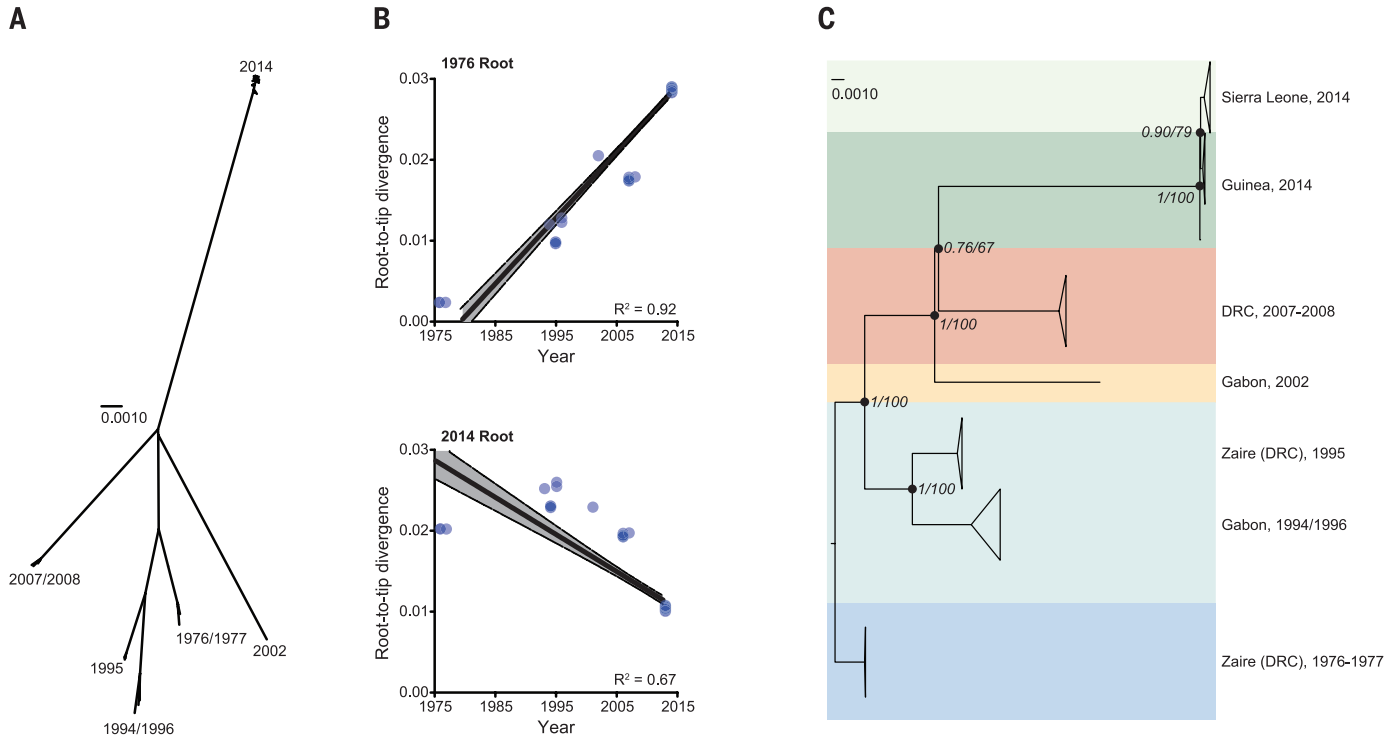 A
2014
0.0010
2007/2008
1976/1977
2002
1995
1994/1996
B
1976 Root
Root-to-tip divergence
0.03
0.02
0.01
0.00
R² = 0.92
1975 1985 1995 2005 2015
Year
2014 Root
Root-to-tip divergence
0.03
0.02
0.01
0.00
R² = 0.67
1975 1985 1995 2005 2015
Year
C
0.0010
Sierra Leone, 2014
0.90/79
Guinea, 2014
1/100
0.76/67
DRC, 2007-2008
1/100
Gabon, 2002
1/100
Zaire (DRC), 1995
1/100
Gabon, 1994/1996
Zaire (DRC), 1976-1977